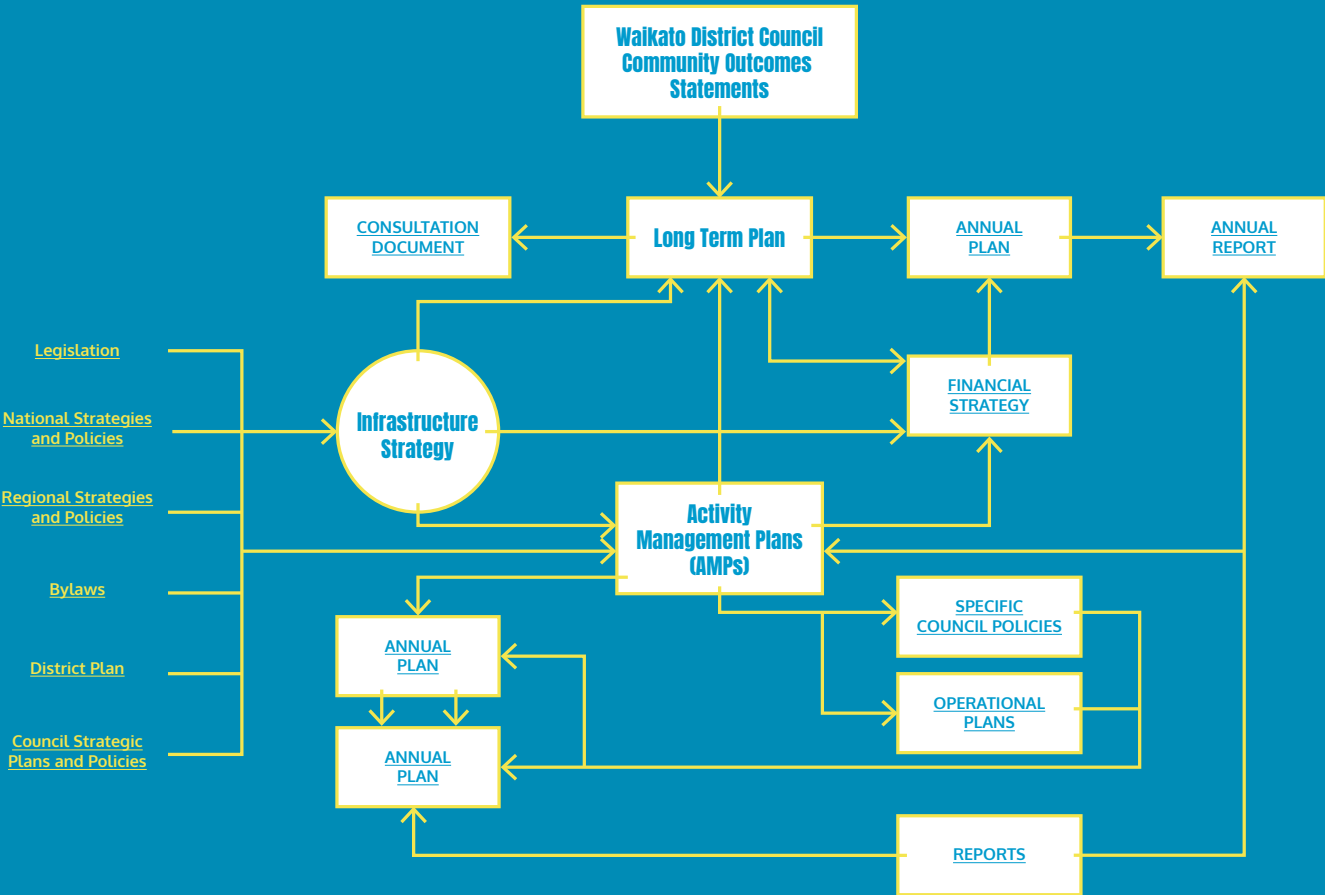 Waikato District Council
Community Outcomes
Statements
CONSULTATION
DOCUMENT
Long Term Plan
ANNUAL
PLAN
ANNUAL
REPORT
Legislation
National Strategies
and Policies
Regional Strategies
and Policies
Bylaws
District Plan
Council Strategic
Plans and Policies
Infrastructure
Strategy
FINANCIAL
STRATEGY
Activity
Management Plans
(AMPs)
ANNUAL
PLAN
ANNUAL
PLAN
SPECIFIC
COUNCIL POLICIES
OPERATIONAL
PLANS
REPORTS